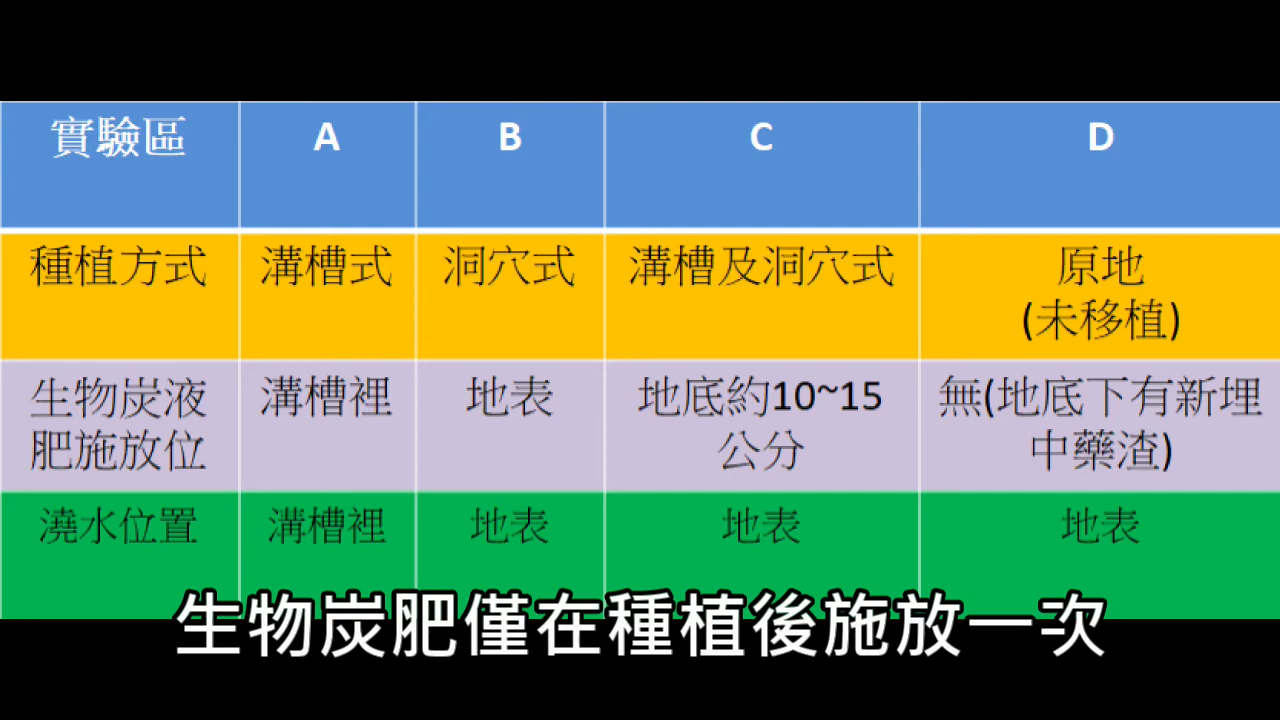 實驗區 A B C D
種植方式 溝槽式 洞穴式 溝槽及洞穴式 原地
(未移植)
生物炭液 溝槽裡 地表 地底約10~15 無(地底下有新埋
肥施放位 公分 中藥渣)
澆水位置 溝槽裡 地表 地表 地表
生物炭肥僅在種植後施放一次